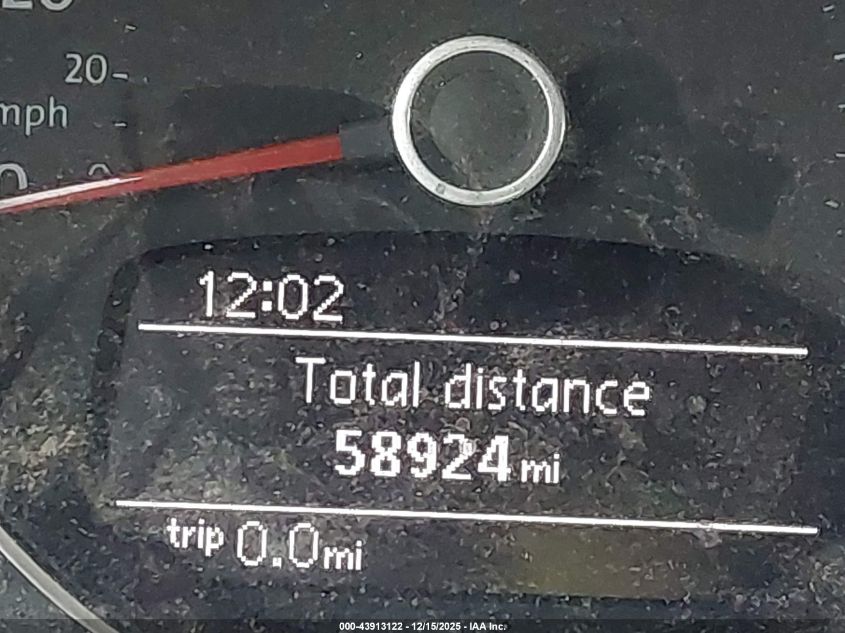 20
mph
0
12:02
Total distance
58924 mi
trip 0.0 mi
000-43913122 - 12/15/2025 - IAA Inc.